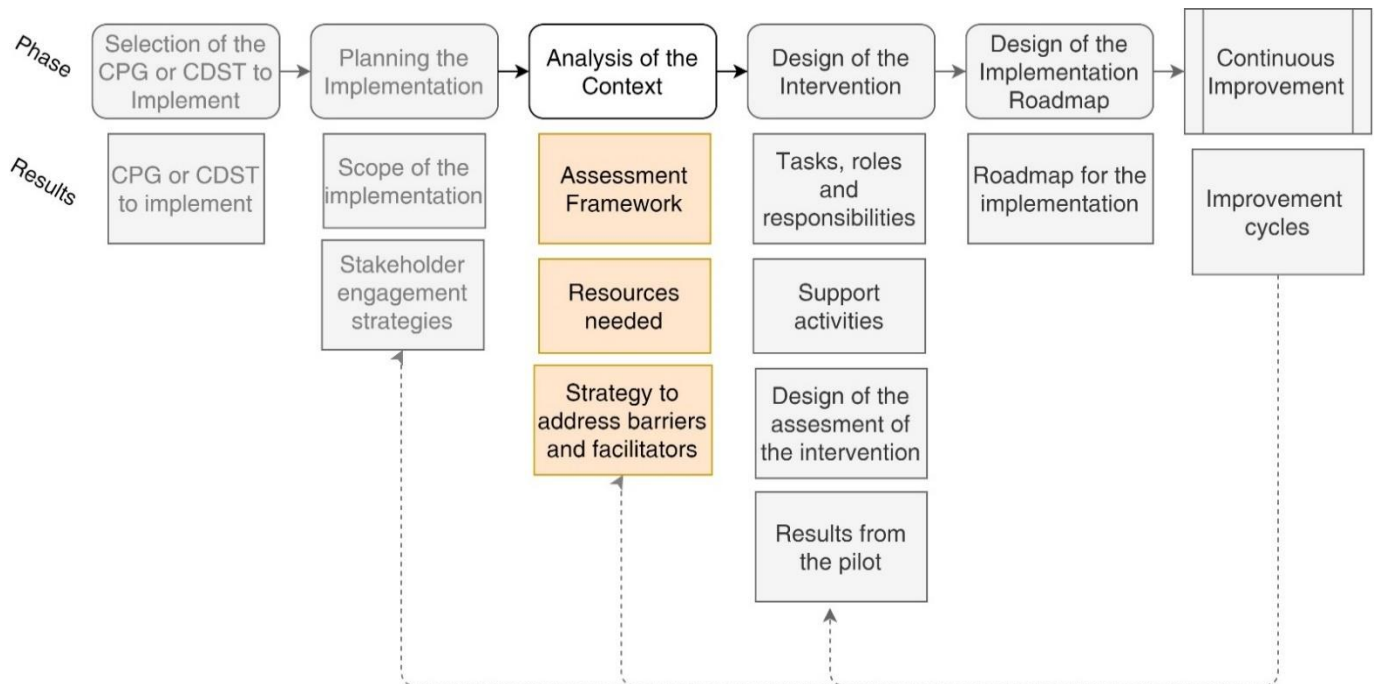 Phase
Selection of the
CPG or CDST to
Implement
Planning the
Implementation
Analysis of the
Context
Design of the
Intervention
Design of the
Implementation
Roadmap
Continuous
Improvement
Results
CPG or CDST
to implement
Scope of the
implementation
Stakeholder
engagement
strategies
Assessment
Framework
Resources
needed
Strategy to
address barriers
and facilitators
Tasks, roles
and
responsibilities
Support
activities
Design of the
assesment of
the intervention
Results from
the pilot
Roadmap for the
implementation
Improvement
cycles